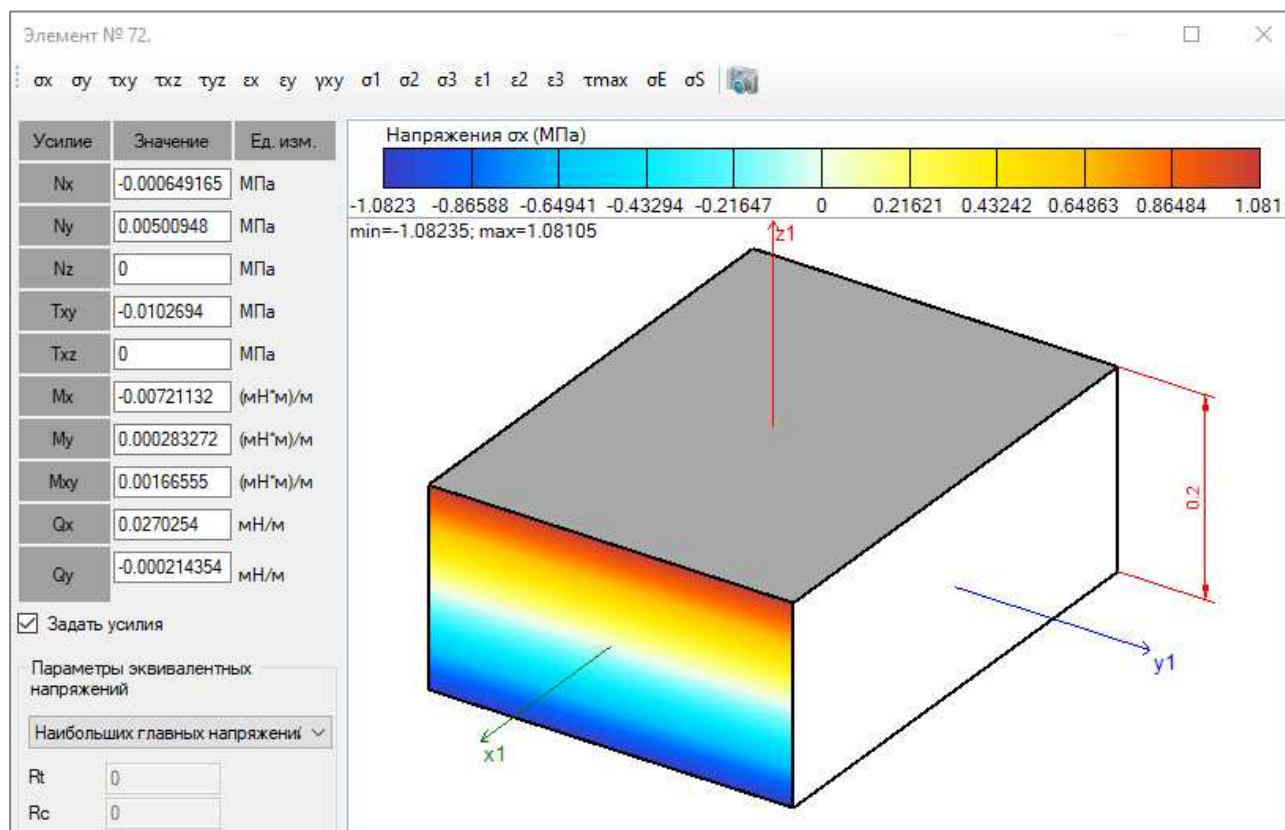 Элемент № 72.
σx σy τxy τxz τyz εx εy γxy σ1 σ2 σ3 ε1 ε2 ε3 τmax σE σS
Усилие Значение Ед. изм.
Nx -0.000649165 МПа
Ny 0.00500948 МПа
Nz 0 МПа
Txy -0.0102694 МПа
Txz 0 МПа
Mx -0.00721132 (мН*м)/м
My 0.000283272 (мН*м)/м
Mxy 0.00166555 (мН*м)/м
Qx 0.0270254 мН/м
Qy -0.000214354 мН/м
Задать усилия
Параметры эквивалентных
напряжений
Наибольших главных напряжени
Rt 0
Rc 0
Напряжения σx (МПа)
-1.0823 -0.86588 -0.64941 -0.43294 -0.21647 0 0.21621 0.43242 0.64863 0.86484 1.081
min=-1.08235; max=1.08105
z1
0.2
y1
x1